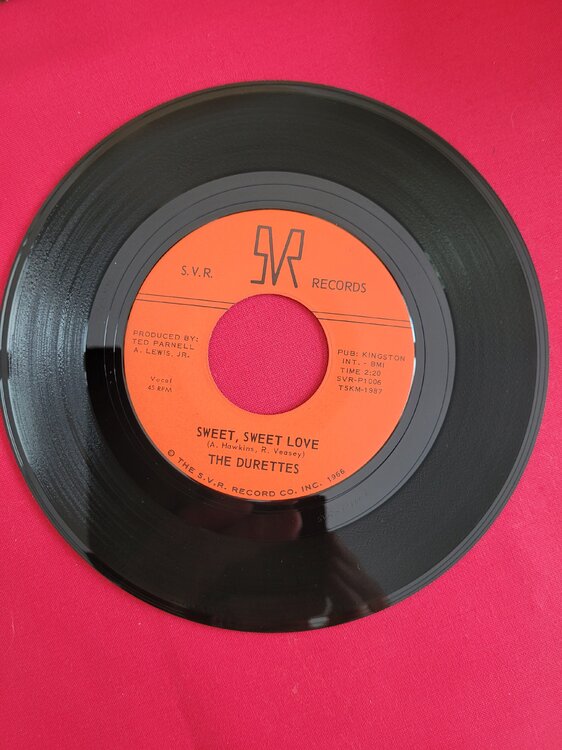 SVR
S.V.R. RECORDS
PRODUCED BY:
TED PARNELL
A. LEWIS, JR.
Vocal
45 RPM
PUB: KINGSTON
INT. - BMI
TIME 2:20
SVR-P1006
TSKM-1987
SWEET, SWEET LOVE
(A. Hawkins, R. Veasey)
THE DURETTES
© THE S.V.R. RECORD CO. INC. 1966